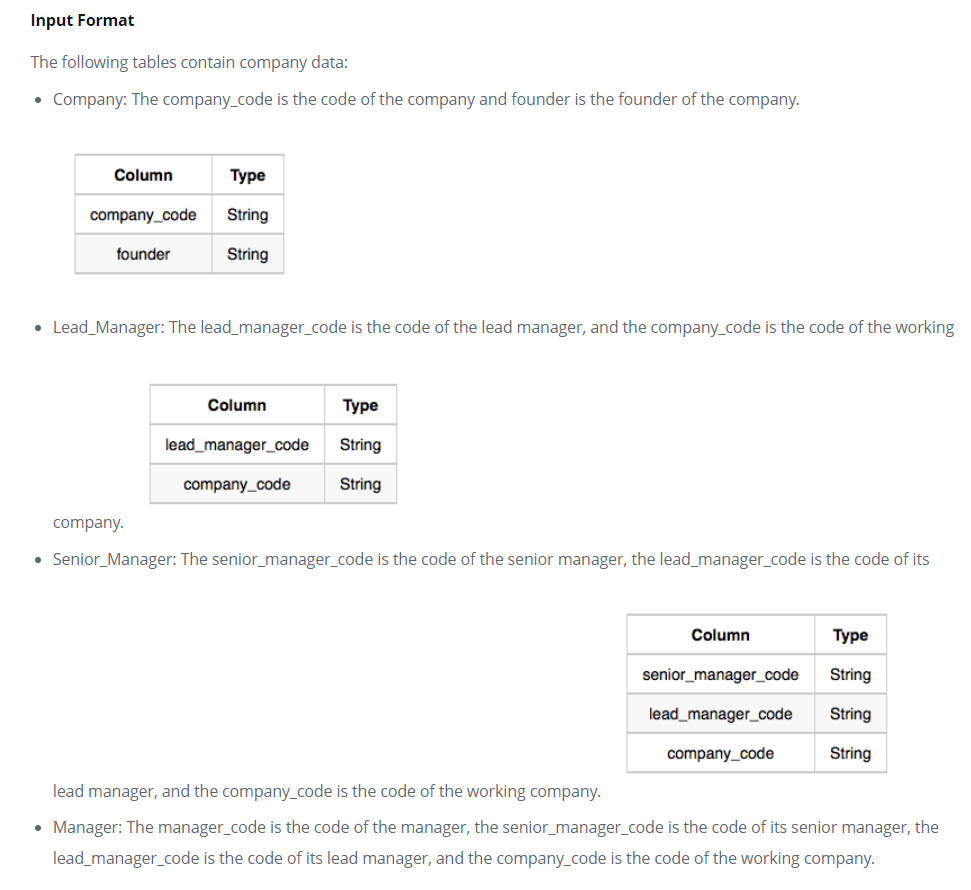 Input Format
The following tables contain company data:
• Company: The company_code is the code of the company and founder is the founder of the company.
Column Type
company_code String
founder String
• Lead_Manager: The lead_manager_code is the code of the lead manager, and the company_code is the code of the working
Column Type
lead_manager_code String
company_code String
company.
• Senior_Manager: The senior_manager_code is the code of the senior manager, the lead_manager_code is the code of its
Column Type
senior_manager_code String
lead_manager_code String
company_code String
lead manager, and the company_code is the code of the working company.
• Manager: The manager_code is the code of the manager, the senior_manager_code is the code of its senior manager, the
lead_manager_code is the code of its lead manager, and the company_code is the code of the working company.